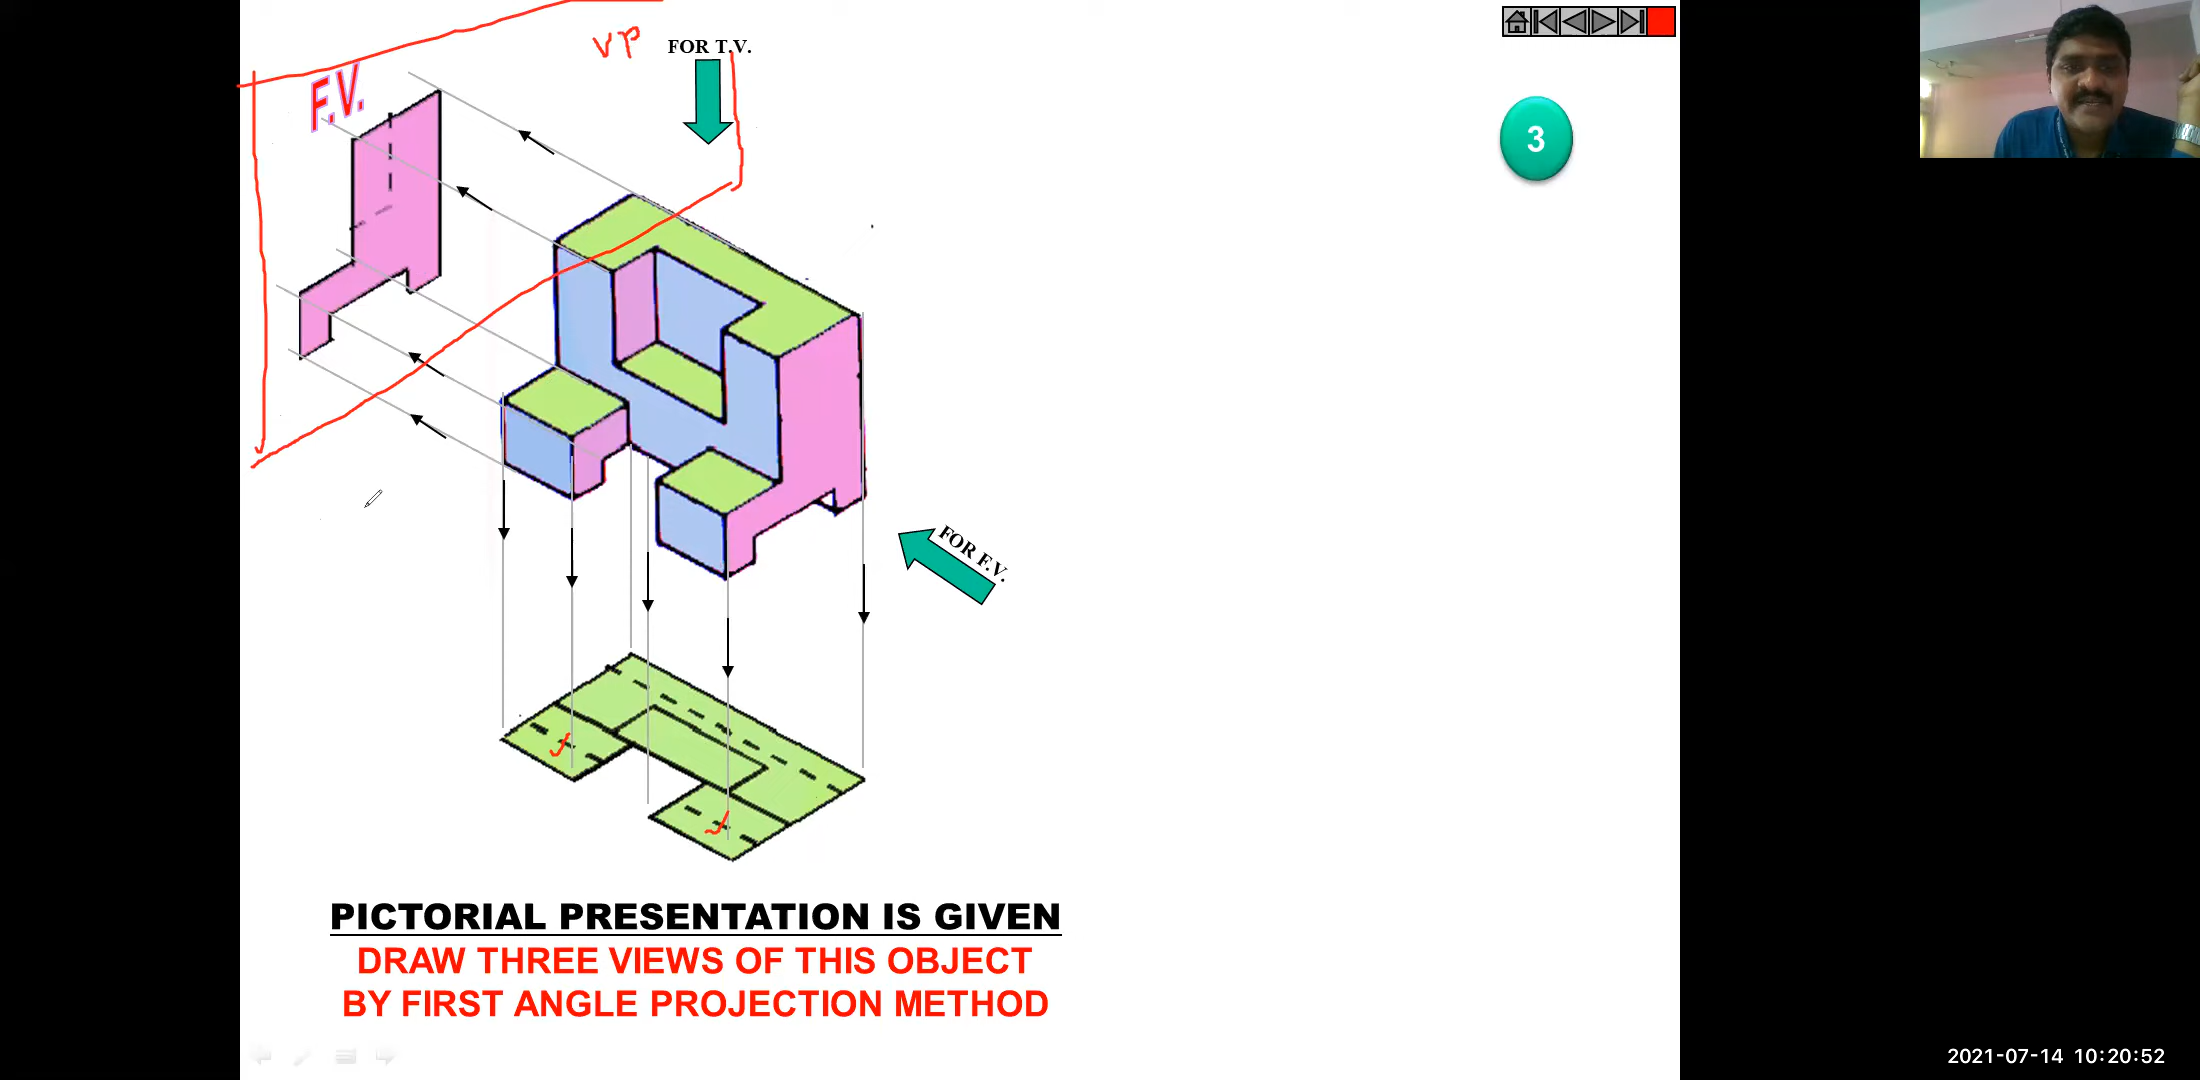 VP
FOR T.V.
F.V.
3
FOR F.V.
PICTORIAL PRESENTATION IS GIVEN
DRAW THREE VIEWS OF THIS OBJECT
BY FIRST ANGLE PROJECTION METHOD
2021-07-14 10:20:52